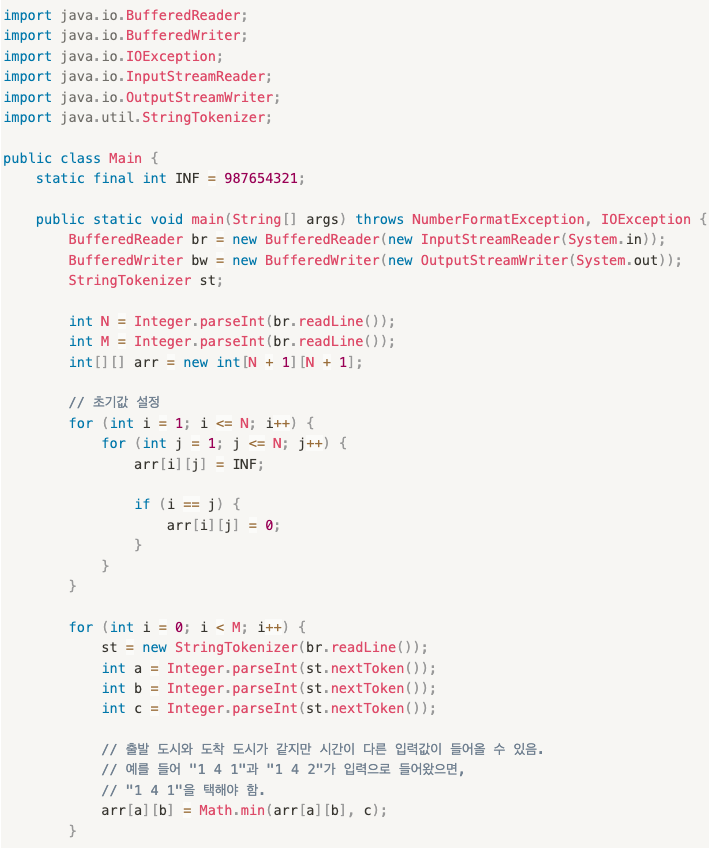 import java.io.BufferedReader;
import java.io.BufferedWriter;
import java.io.IOException;
import java.io.InputStreamReader;
import java.io.OutputStreamWriter;
import java.util.StringTokenizer;

public class Main {
    static final int INF = 987654321;

    public static void main(String[] args) throws NumberFormatException, IOException {
        BufferedReader br = new BufferedReader(new InputStreamReader(System.in));
        BufferedWriter bw = new BufferedWriter(new OutputStreamWriter(System.out));
        StringTokenizer st;

        int N = Integer.parseInt(br.readLine());
        int M = Integer.parseInt(br.readLine());
        int[][] arr = new int[N + 1][N + 1];

        // 초기값 설정
        for (int i = 1; i <= N; i++) {
            for (int j = 1; j <= N; j++) {
                arr[i][j] = INF;

                if (i == j) {
                    arr[i][j] = 0;
                }
            }
        }

        for (int i = 0; i < M; i++) {
            st = new StringTokenizer(br.readLine());
            int a = Integer.parseInt(st.nextToken());
            int b = Integer.parseInt(st.nextToken());
            int c = Integer.parseInt(st.nextToken());

            // 출발 도시와 도착 도시가 같지만 시간이 다른 입력값이 들어올 수 있음.
            // 예를 들어 "1 4 1"과 "1 4 2"가 입력으로 들어왔으면,
            // "1 4 1"을 택해야 함.
            arr[a][b] = Math.min(arr[a][b], c);
        }